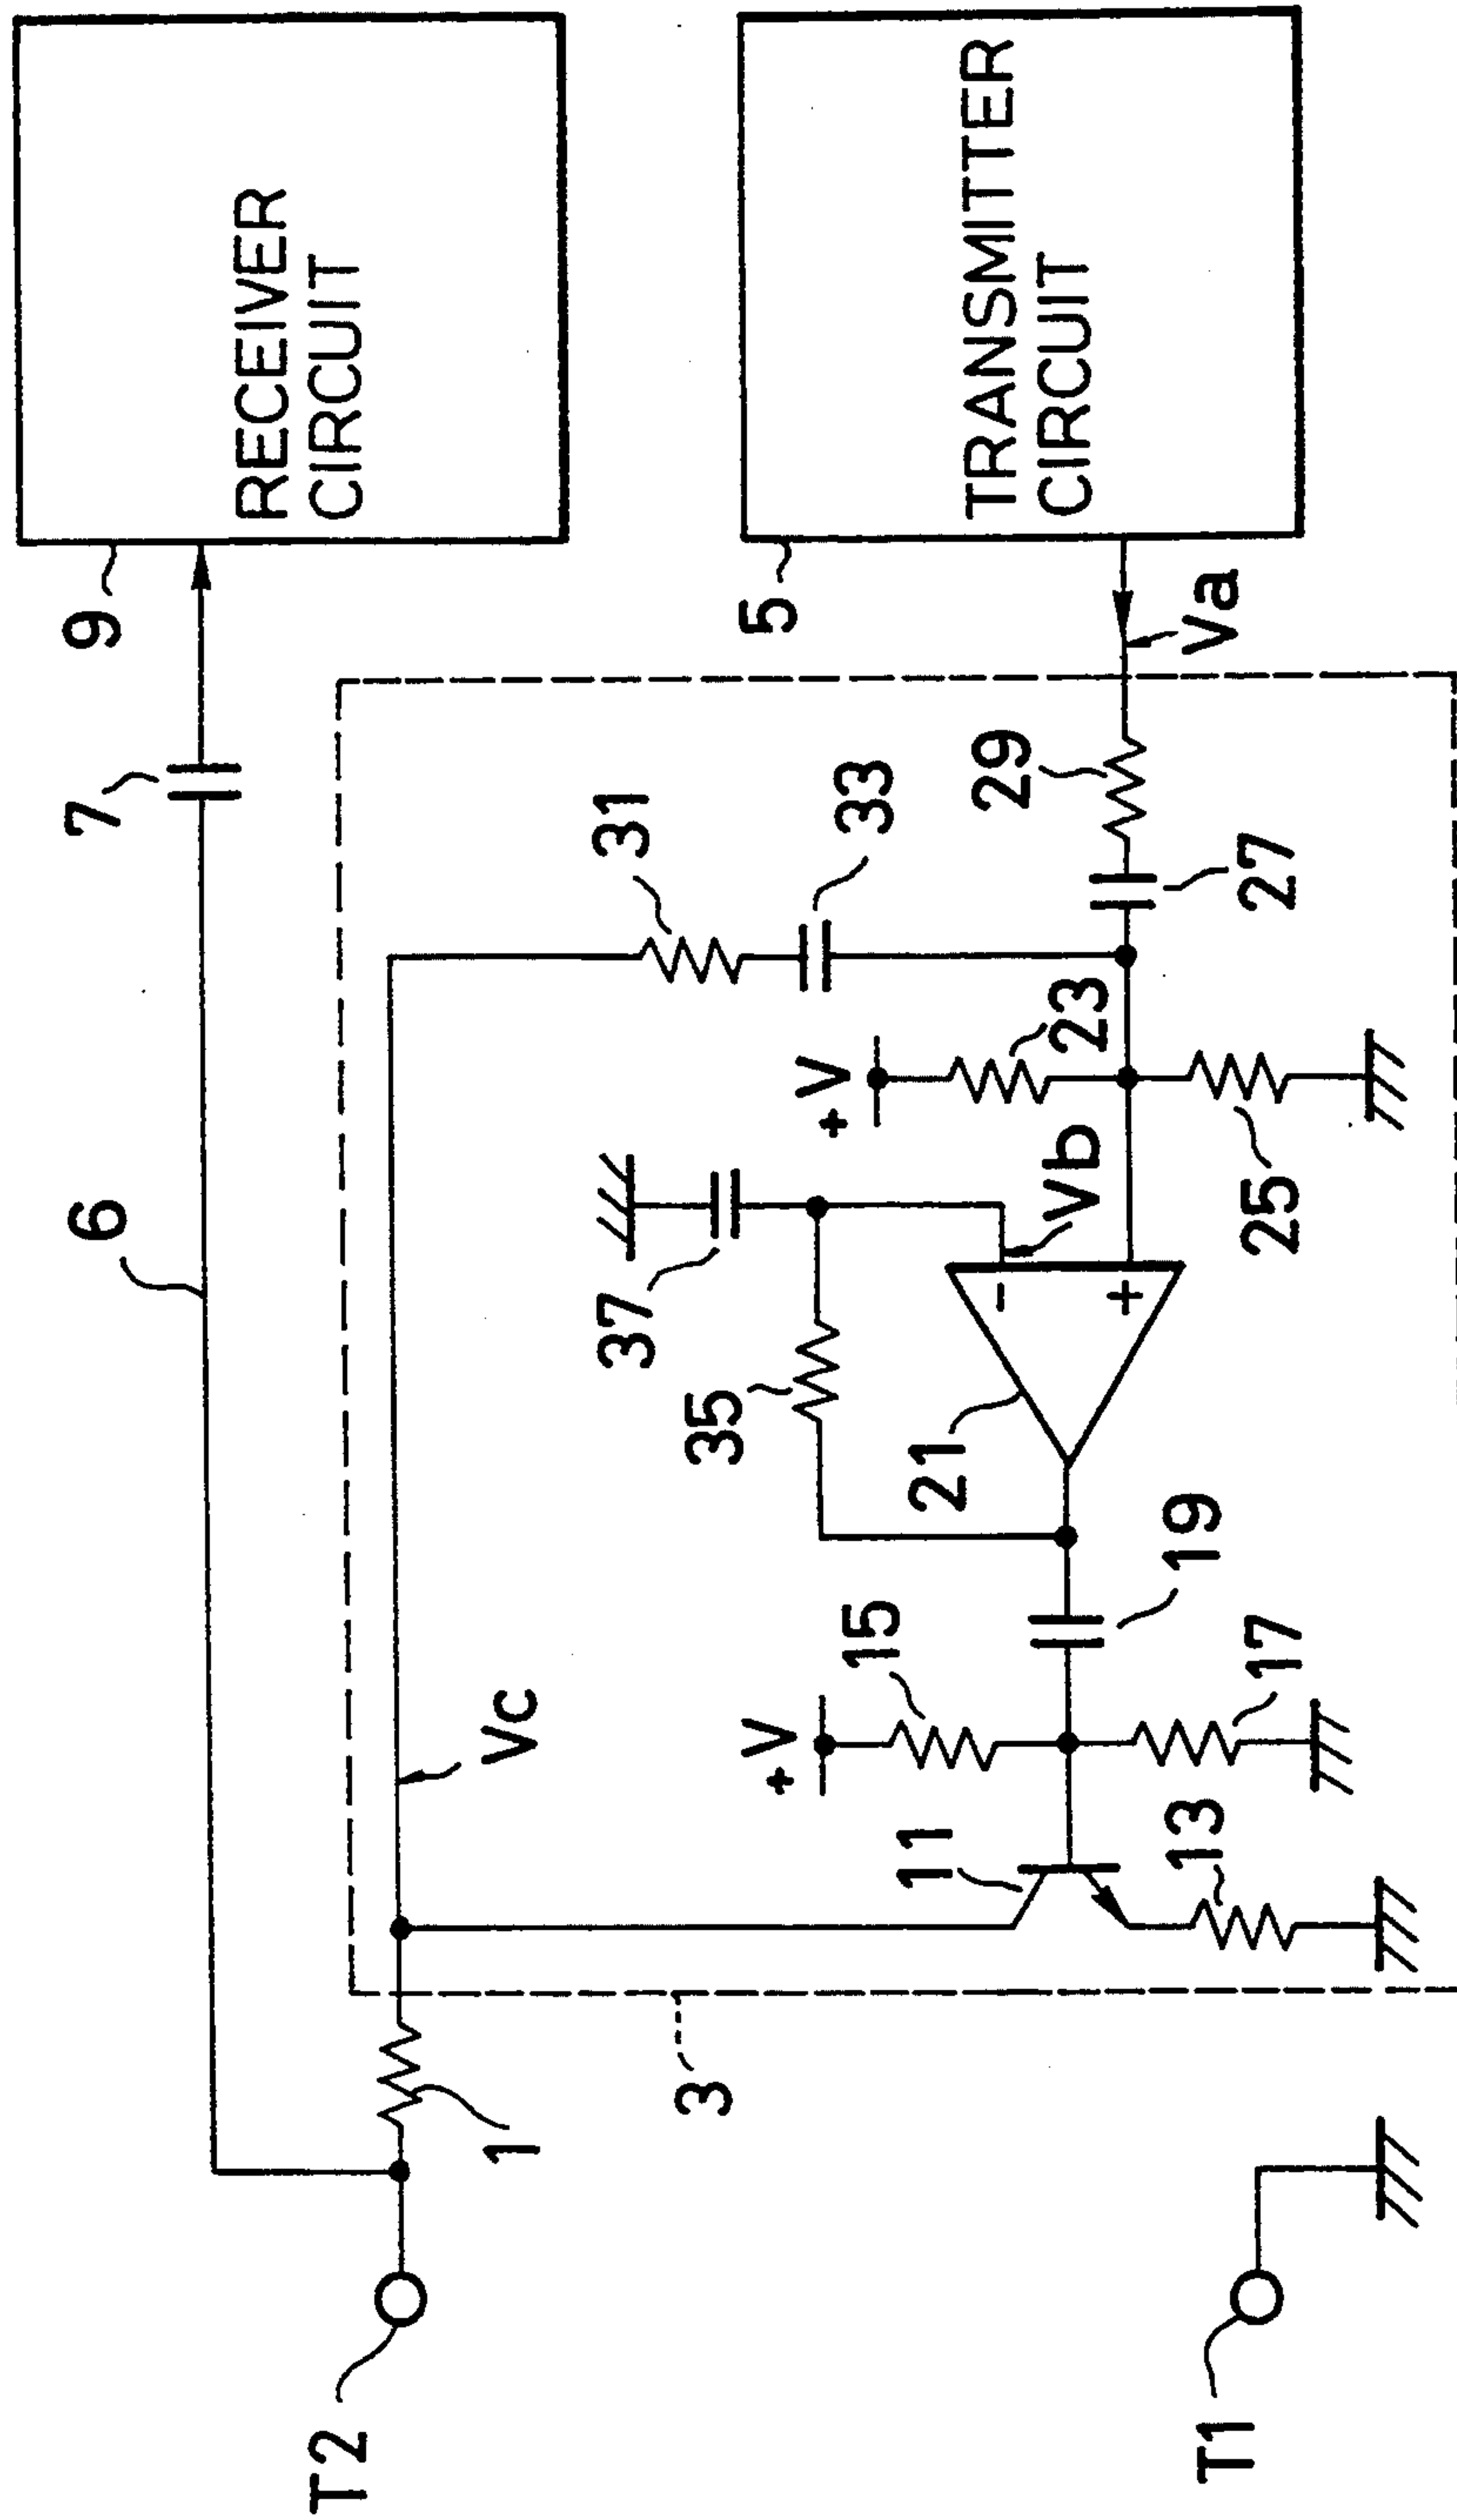 T2
T1
1
6
7
9
RECEIVER
CIRCUIT
3
Vc
31
33
37
35
+V
15
11
13
17
19
21
Vb
+V
23
25
-
+
27
29
Va
5
TRANSMITTER
CIRCUIT